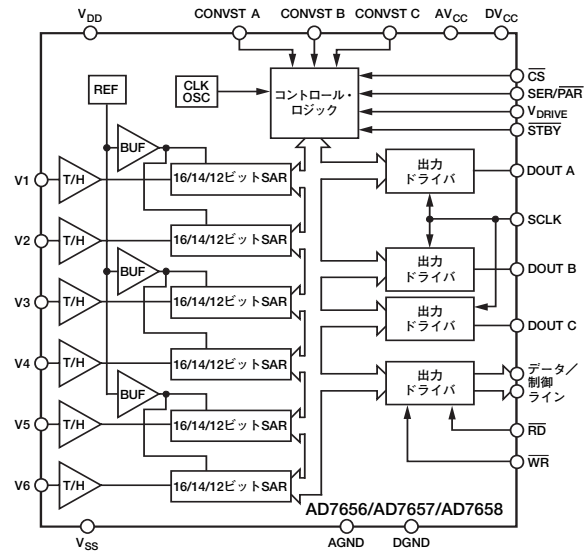 VDD
CONVST A
CONVST B
CONVST C
AVCC
DVCC
REF
CLK
OSC
コントロール・
ロジック
CS
SER/PAR
VDRIVE
STBY
BUF
V1
T/H
16/14/12ビットSAR
出力
ドライバ
DOUT A
SCLK
V2
T/H
16/14/12ビットSAR
BUF
出力
ドライバ
DOUT B
V3
T/H
16/14/12ビットSAR
出力
ドライバ
DOUT C
V4
T/H
16/14/12ビットSAR
出力
ドライバ
データ／
制御
ライン
BUF
V5
T/H
16/14/12ビットSAR
RD
WR
V6
T/H
16/14/12ビットSAR
AD7656/AD7657/AD7658
VSS
AGND
DGND